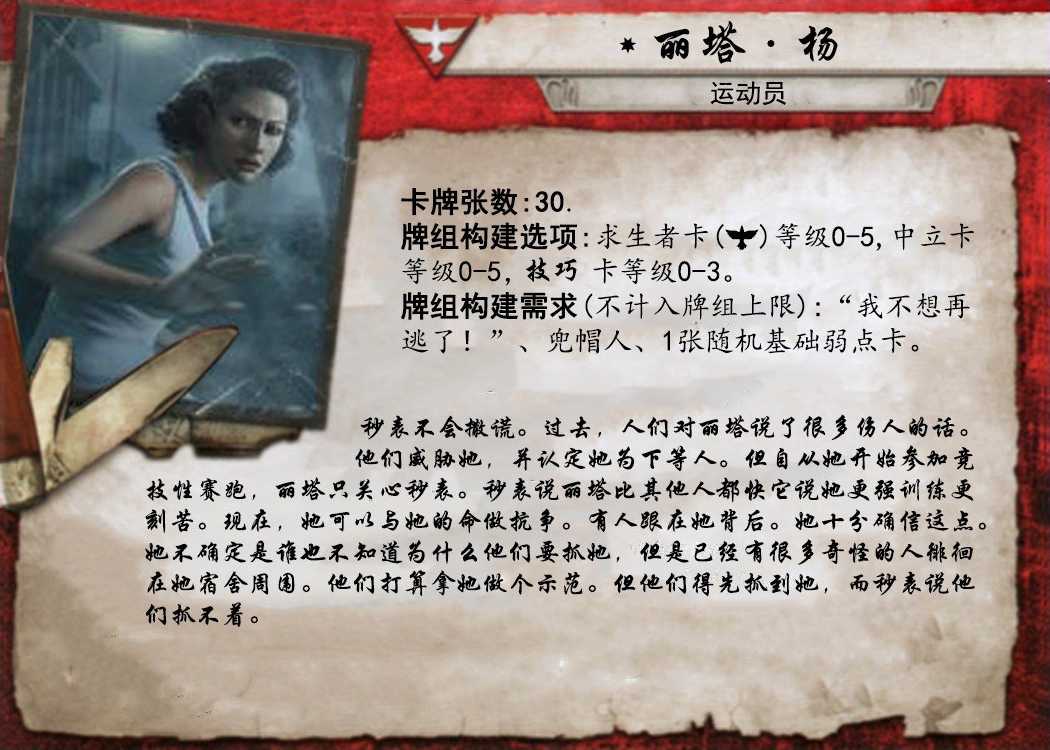 丽塔·杨
运动员
卡牌张数:30.
牌组构建选项:求生者卡( )等级0-5,中立卡
等级0-5,技巧 卡等级0-3。
牌组构建需求(不计入牌组上限):“我不想再
逃了!”、兜帽人、1张随机基础弱点卡。
秒表不会撒谎。过去,人们对丽塔说了很多伤人的话。
他们威胁她,并认定她为下等人。但自从她开始参加竞
技性赛跑,丽塔只关心秒表。秒表说丽塔比其他人都快它说她更强训练更
刻苦。现在,她可以与她的命做抗争。有人跟在她背后。她十分确信这点。
她不确定是谁也不知道为什么他们要抓她,但是已经有很多奇怪的人徘徊
在她宿舍周围。他们打算拿她做个示范。但他们得先抓到她,而秒表说他
们抓不着。